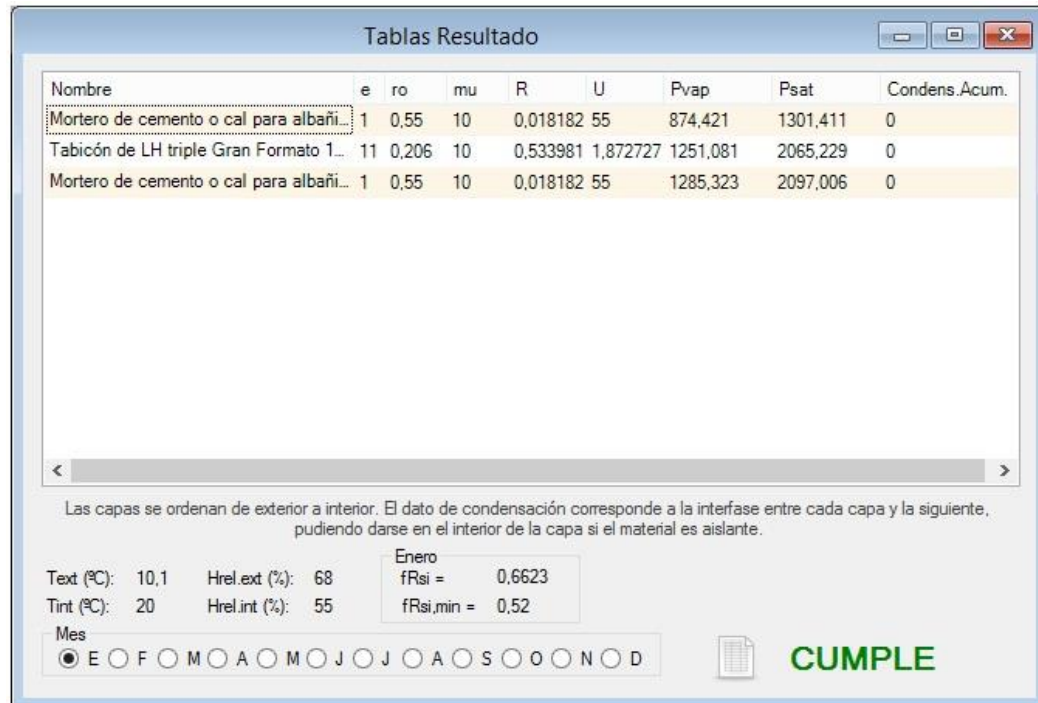 Tablas Resultado
Nombre e ro mu R U Pvap Psat Condens.Acum.
Mortero de cemento o cal para albañi... 1 0,55 10 0,018182 55 874,421 1301,411 0
Tabicón de LH triple Gran Formato 1... 11 0,206 10 0,533981 1,872727 1251,081 2065,229 0
Mortero de cemento o cal para albañi... 1 0,55 10 0,018182 55 1285,323 2097,006 0
Las capas se ordenan de exterior a interior. El dato de condensación corresponde a la interfase entre cada capa y la siguiente,
pudiendo darse en el interior de la capa si el material es aislante.
Enero
Text (ºC): 10,1 Hrel.ext (%): 68 fRsi = 0,6623
Tint (ºC): 20 Hrel.int (%): 55 fRsi,min = 0,52
Mes
E F M A M J J A S O N D
CUMPLE